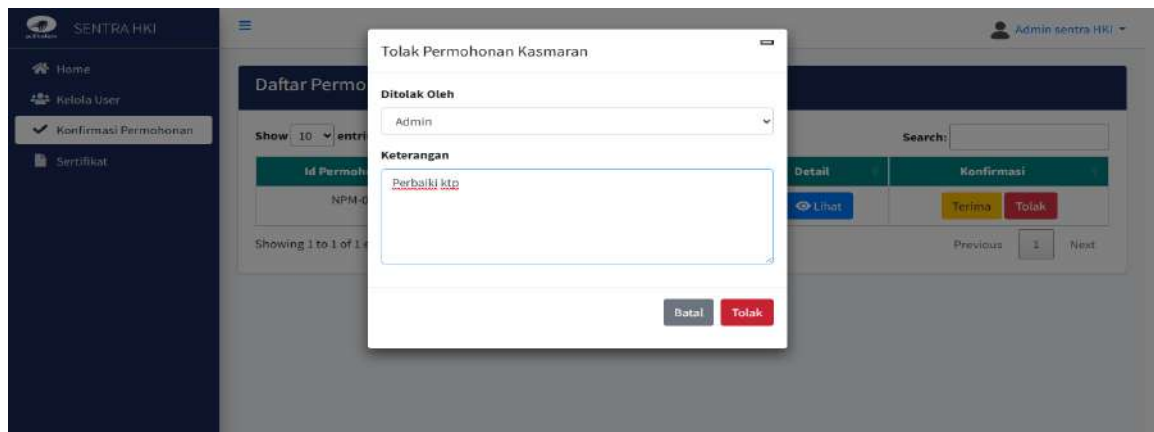 SENTRA HKI
Admin sentra HKI
Home
Kelola User
Konfirmasi Permohonan
Sertifikat
Daftar Permo
Show 10 entri
Search:
Id Permoh
Detail
Konfirmasi
NPM-0
Lihat
Terima
Tolak
Showing 1 to 1 of 1 e
Previous
1
Next
Tolak Permohonan Kasmaran
Ditolak Oleh
Admin
Keterangan
Perbaiki ktp
Batal
Tolak